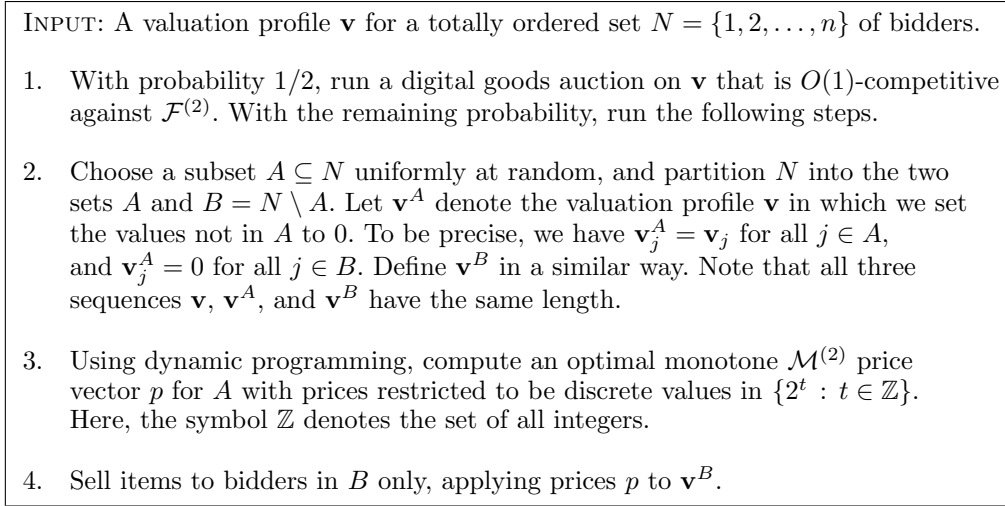 INPUT: A valuation profile v for a totally ordered set N = {1, 2, . . . , n} of bidders.
1. With probability 1/2, run a digital goods auction on v that is O(1)-competitive
against F^(2). With the remaining probability, run the following steps.
2. Choose a subset A ⊆ N uniformly at random, and partition N into the two
sets A and B = N \ A. Let v^A denote the valuation profile v in which we set
the values not in A to 0. To be precise, we have v^A_j = v_j for all j ∈ A,
and v^A_j = 0 for all j ∈ B. Define v^B in a similar way. Note that all three
sequences v, v^A, and v^B have the same length.
3. Using dynamic programming, compute an optimal monotone M^(2) price
vector p for A with prices restricted to be discrete values in {2^t : t ∈ ℤ}.
Here, the symbol ℤ denotes the set of all integers.
4. Sell items to bidders in B only, applying prices p to v^B.